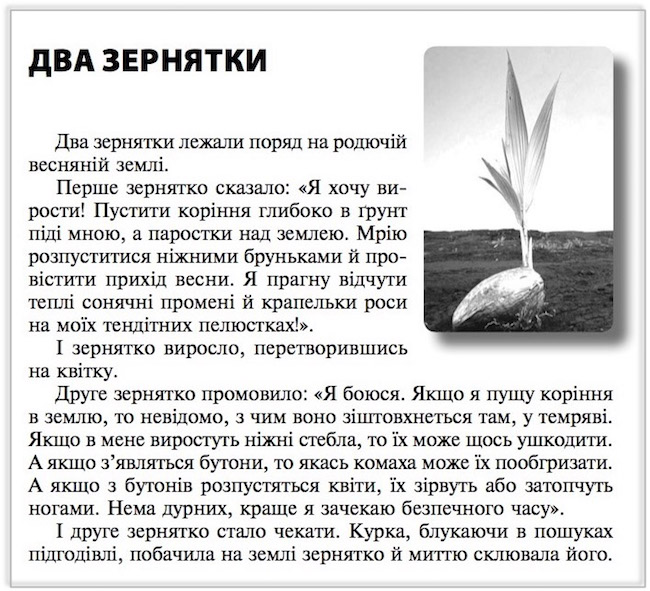 ДВА ЗЕРНЯТКИ
Два зернятки лежали поряд на родючій
весняній землі.
Перше зернятко сказало: «Я хочу ви-
рости! Пустити коріння глибоко в ґрунт
піді мною, а паростки над землею. Мрію
розпуститися ніжними бруньками й про-
вістити прихід весни. Я прагну відчути
теплі сонячні промені й крапельки роси
на моїх тендітних пелюстках!».
І зернятко виросло, перетворившись
на квітку.
Друге зернятко промовило: «Я боюся. Якщо я пущу коріння
в землю, то невідомо, з чим воно зіштовхнеться там, у темряві.
Якщо в мене виростуть ніжні стебла, то їх може щось ушкодити.
А якщо з’являться бутони, то якась комаха може їх пообгризати.
А якщо з бутонів розпустяться квіти, їх зірвуть або затопчуть
ногами. Нема дурних, краще я зачекаю безпечного часу».
І друге зернятко стало чекати. Курка, блукаючи в пошуках
підгодівлі, побачила на землі зернятко й миттю склювала його.